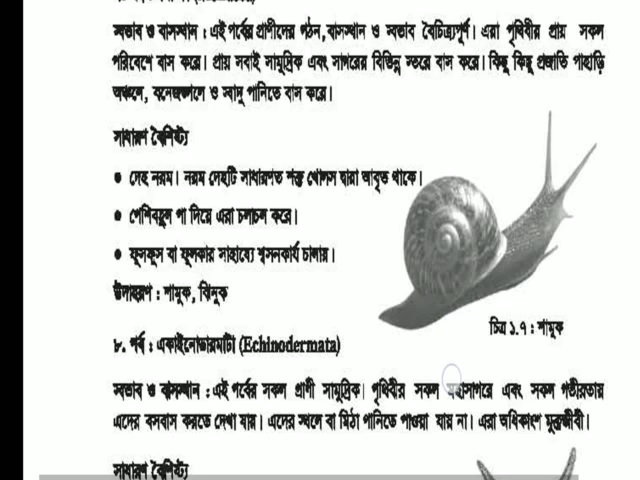 স্বভাব ও বাসস্থান : এই পর্বের প্রাণীদের গঠন, বাসস্থান ও স্বভাব বৈচিত্র্যপূর্ণ। এরা পৃথিবীর প্রায় সকল
পরিবেশে বাস করে। প্রায় সবাই সামুদ্রিক এবং সাগরের বিভিন্ন স্তরে বাস করে। কিছু কিছু প্রজাতি পাহাড়ি
অঞ্চলে, বনেজঙ্গলে ও স্বাদু পানিতে বাস করে।
সাধারণ বৈশিষ্ট্য
● দেহ নরম। নরম দেহটি সাধারণত শক্ত খোলস দ্বারা আবৃত থাকে।
● পেশিবহুল পা দিয়ে এরা চলাচল করে।
● ফুসফুস বা ফুলকার সাহায্যে শ্বসনকার্য চালায়।
উদাহরণ : শামুক, ঝিনুক
চিত্র ১.৭ : শামুক
৮. পর্ব : একাইনোডারমাটা (Echinodermata)
স্বভাব ও বাসস্থান : এই পর্বের সকল প্রাণী সামুদ্রিক। পৃথিবীর সকল মহাসাগরে এবং সকল গভীরতায়
এদের বসবাস করতে দেখা যায়। এদের স্থলে বা মিঠা পানিতে পাওয়া যায় না। এরা অধিকাংশ মুক্তজীবী।
সাধারণ বৈশিষ্ট্য